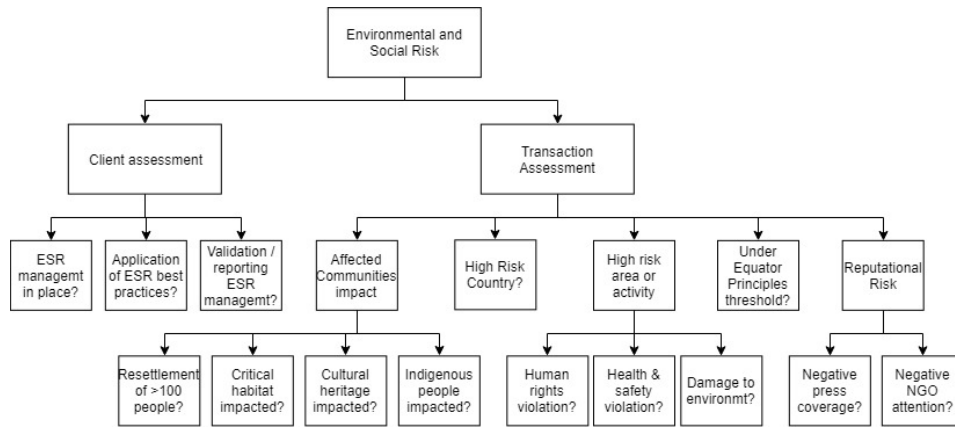 Environmental and
Social Risk
Client assessment
Transaction
Assessment
ESR
managemt
in place?
Application
of ESR best
practices?
Validation /
reporting
ESR
managemt?
Affected
Communities
impact
High Risk
Country?
High risk
area or
activity
Under
Equator
Principles
threshold?
Reputational
Risk
Resettlement
of >100
people?
Critical
habitat
impacted?
Cultural
heritage
impacted?
Indigenous
people
impacted?
Human
rights
violation?
Health &
safety
violation?
Damage to
environmt?
Negative
press
coverage?
Negative
NGO
attention?